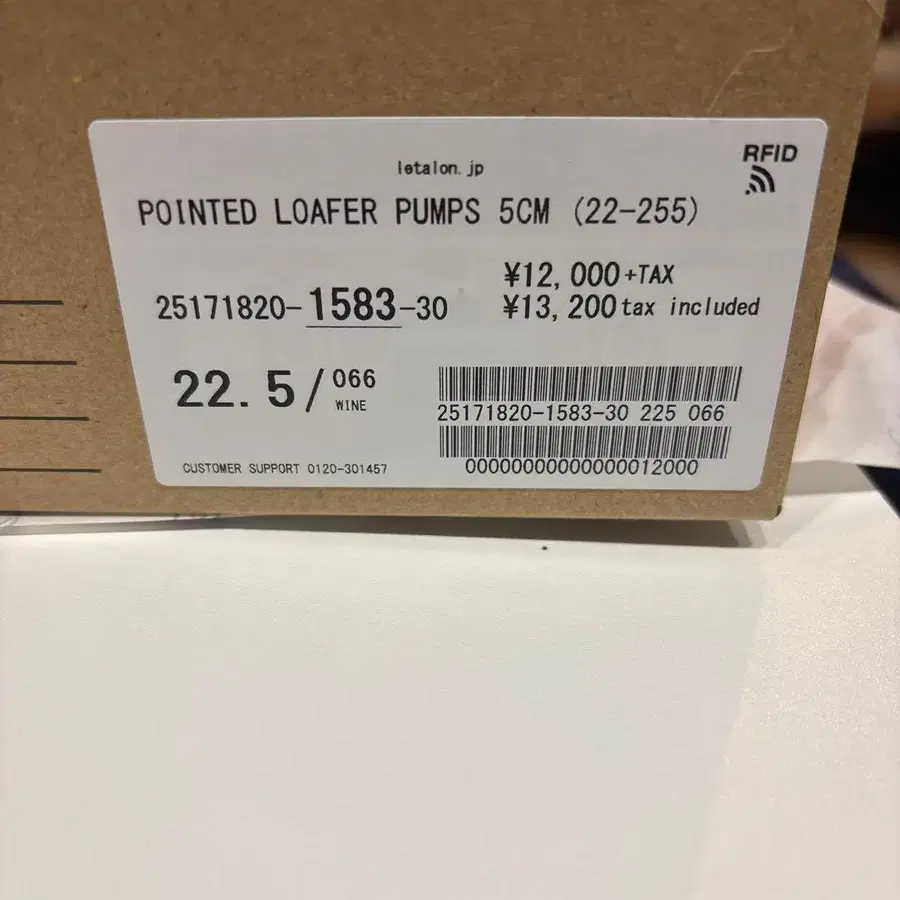 letalon.jp
RFID
POINTED LOAFER PUMPS 5CM (22-255)
¥12,000+TAX
25171820-1583-30
¥13,200 tax included
22.5/066
WINE
25171820-1583-30 225 066
CUSTOMER SUPPORT 0120-301457
00000000000000012000